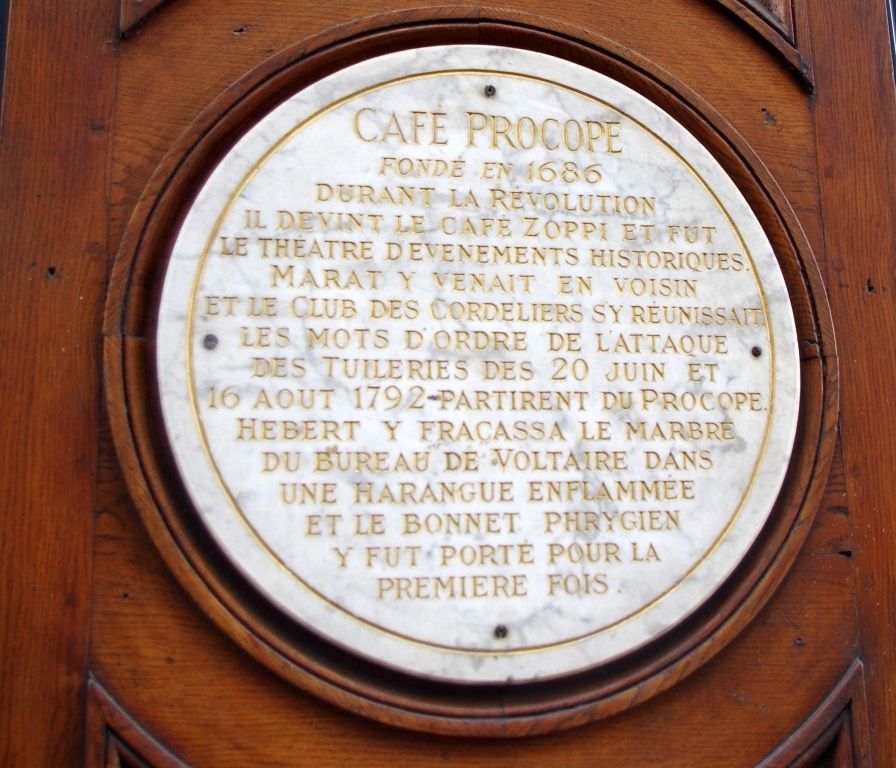 CAFÉ PROCOPE
FONDÉ EN 1686
DURANT LA RÉVOLUTION
IL DEVINT LE CAFÉ ZOPPI ET FUT
LE THÉATRE D'ÉVÈNEMENTS HISTORIQUES.
MARAT Y VENAIT EN VOISIN
ET LE CLUB DES CORDELIERS S'Y RÉUNISSAIT.
LES MOTS D'ORDRE DE L'ATTAQUE
DES TUILERIES DES 20 JUIN ET
16 AOUT 1792 PARTIRENT DU PROCOPE.
HEBERT Y FRACASSA LE MARBRE
DU BUREAU DE VOLTAIRE DANS
UNE HARANGUE ENFLAMMÉE
ET LE BONNET PHRYGIEN
Y FUT PORTÉ POUR LA
PREMIÈRE FOIS.